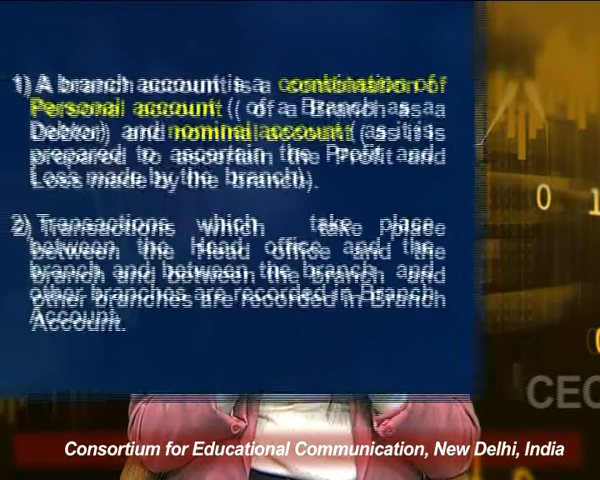 1) A branch account is a combination of
Personal account ( of a Branch as a
Debtor) and nominal account( as it is
prepared to ascertain the Profit and
Loss made by the branch).
2) Transactions which take place
between the Head office and the
branch and between the branch and
other branches are recorded in Branch
Account.
0 1
CEC
Consortium for Educational Communication, New Delhi, India